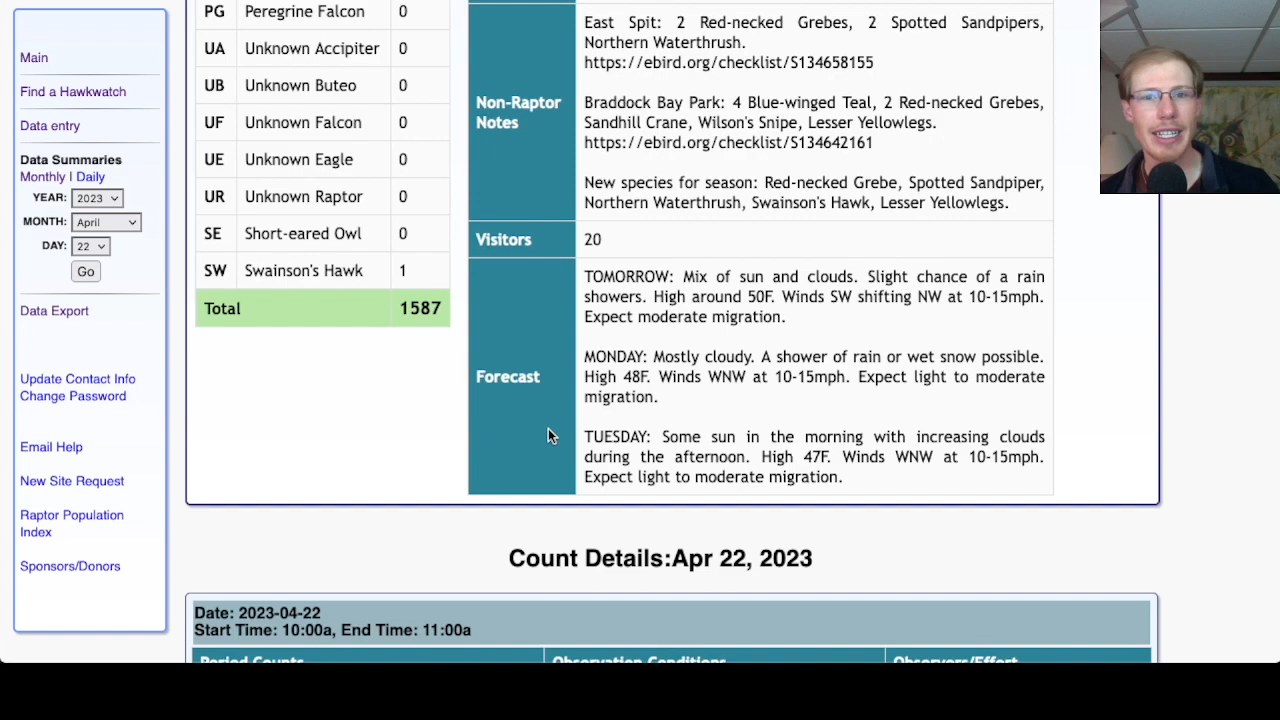 Main
Find a Hawkwatch
Data entry
Data Summaries
Monthly | Daily
YEAR: 2023
MONTH: April
DAY: 22
Go
Data Export
Update Contact Info
Change Password
Email Help
New Site Request
Raptor Population
Index
Sponsors/Donors
PG Peregrine Falcon 0
UA Unknown Accipiter 0
UB Unknown Buteo 0
UF Unknown Falcon 0
UE Unknown Eagle 0
UR Unknown Raptor 0
SE Short-eared Owl 0
SW Swainson's Hawk 1
Total 1587
Non-Raptor
Notes
East Spit: 2 Red-necked Grebes, 2 Spotted Sandpipers,
Northern Waterthrush.
https://ebird.org/checklist/S134658155
Braddock Bay Park: 4 Blue-winged Teal, 2 Red-necked Grebes,
Sandhill Crane, Wilson's Snipe, Lesser Yellowlegs.
https://ebird.org/checklist/S134642161
New species for season: Red-necked Grebe, Spotted Sandpiper,
Northern Waterthrush, Swainson's Hawk, Lesser Yellowlegs.
Visitors 20
Forecast
TOMORROW: Mix of sun and clouds. Slight chance of a rain
showers. High around 50F. Winds SW shifting NW at 10-15mph.
Expect moderate migration.
MONDAY: Mostly cloudy. A shower of rain or wet snow possible.
High 48F. Winds WNW at 10-15mph. Expect light to moderate
migration.
TUESDAY: Some sun in the morning with increasing clouds
during the afternoon. High 47F. Winds WNW at 10-15mph.
Expect light to moderate migration.
Count Details:Apr 22, 2023
Date: 2023-04-22
Start Time: 10:00a, End Time: 11:00a
Period Counts Observation Conditions Observers/Effort